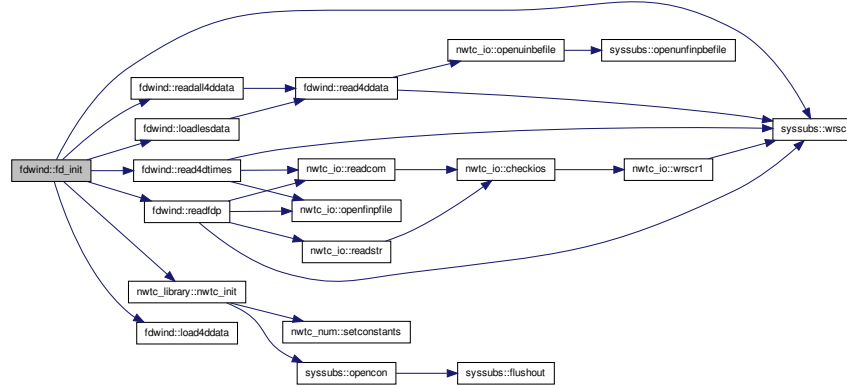 nwtc_io::openuinbefile
syssubs::openunfinpbefile
fdwind::readall4ddata
fdwind::read4ddata
fdwind::loadlesdata
syssubs::wrsc
fdwind::fd_init
fdwind::read4dtimes
nwtc_io::readcom
nwtc_io::checkios
nwtc_io::wrscr1
fdwind::readfdp
nwtc_io::openfinpfile
nwtc_io::readstr
nwtc_library::nwtc_init
fdwind::load4ddata
nwtc_num::setconstants
syssubs::opencon
syssubs::flushout